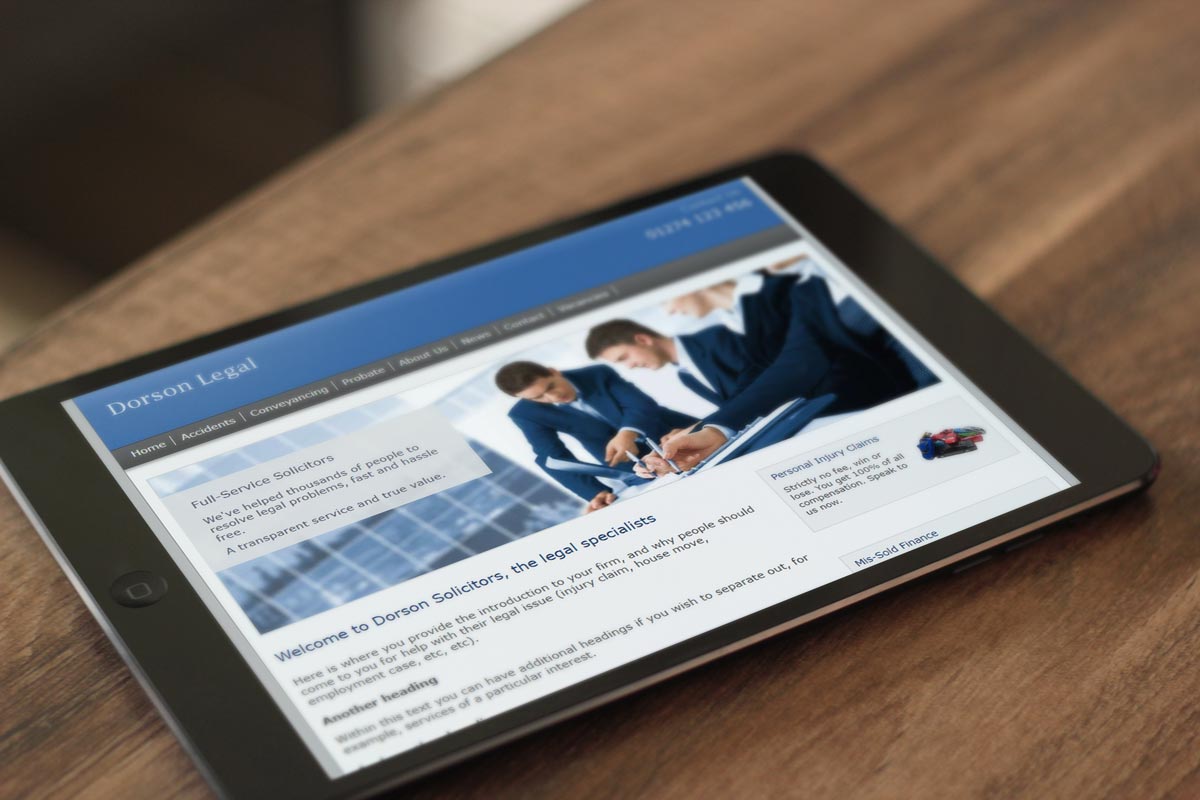 01274 123 456
Dorson Legal
Home | Accidents | Conveyancing | Probate | About Us | News | Contact | Vacancies |
Full-Service Solicitors
We've helped thousands of people to
resolve legal problems, fast and hassle
free.
A transparent service and true value.
Welcome to Dorson Solicitors, the legal specialists
Here is where you provide the introduction to your firm, and why people should
come to you for help with their legal issue (injury claim, house move,
employment case, etc, etc).
Another heading
Within this text you can have additional headings if you wish to separate out, for
example, services of a particular interest.
Personal Injury Claims
Strictly no fee, win or
lose. You get 100% of all
compensation. Speak to
us now.
Mis-Sold Finance